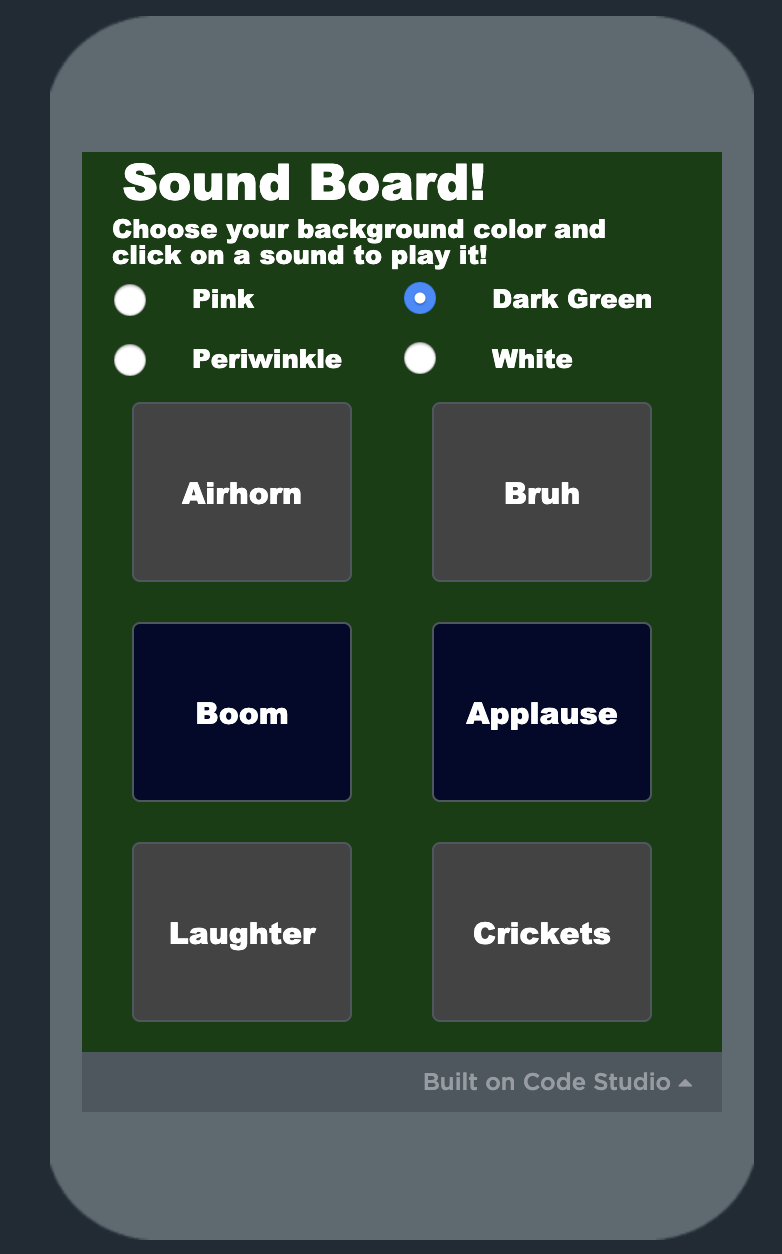 Sound Board!
Choose your background color and
click on a sound to play it!
Pink
Dark Green
Periwinkle
White
Airhorn
Bruh
Boom
Applause
Laughter
Crickets
Built on Code Studio